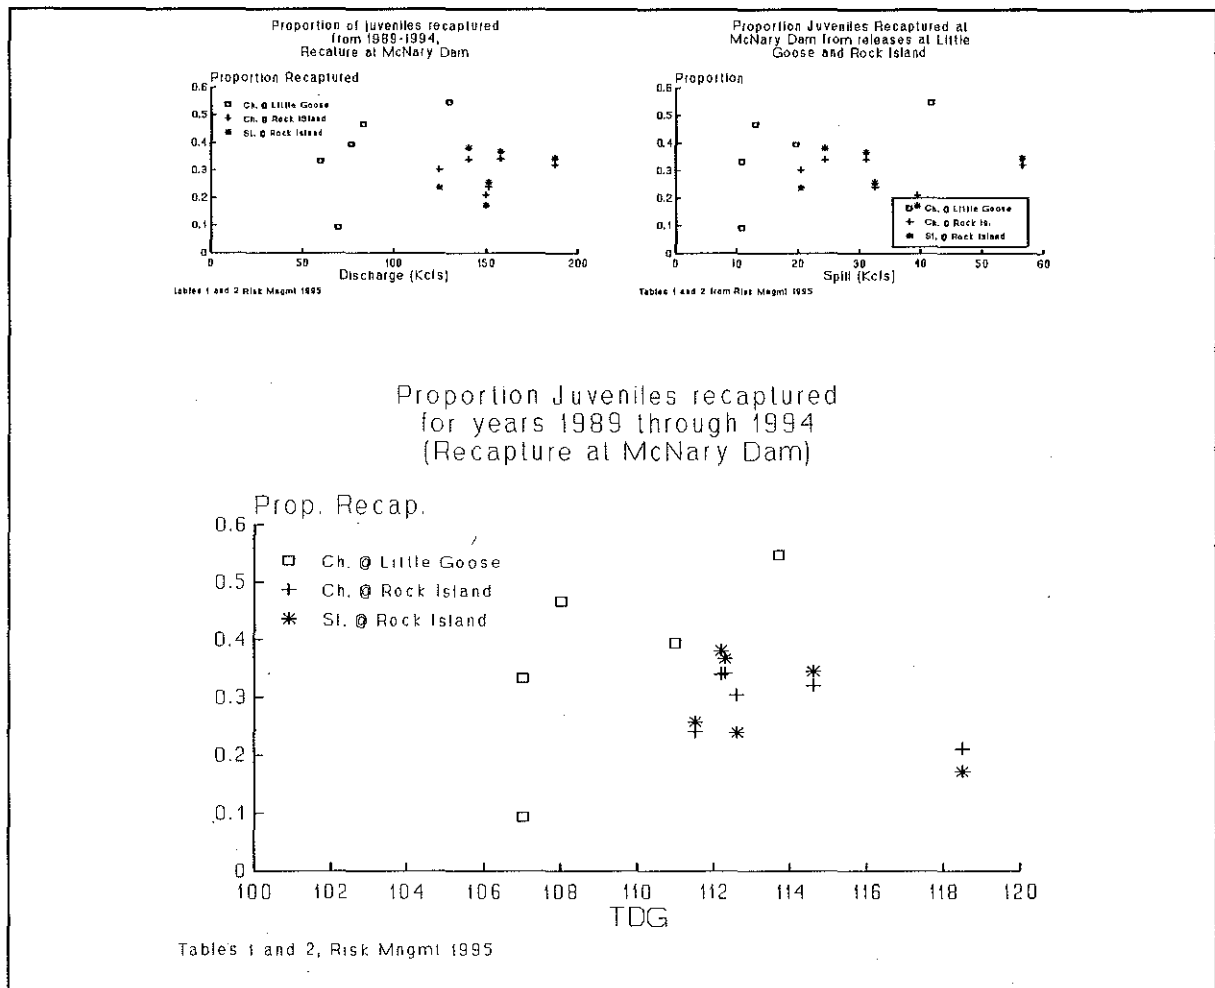 Proportion of juveniles recaptured
from 1989-1994,
Recature at McNary Dam
Proportion Recaptured
0.6
0.5
0.4
0.3
0.2
0.1
0
Ch. @ Little Goose
Ch. @ Rock Island
Sl. @ Rock Island
0 50 100 150 200
Discharge (Kcfs)
Tables 1 and 2 Risk Mngmt 1995
Proportion Juveniles Recaptured at
McNary Dam from releases at Little
Goose and Rock Island
Proportion
0.6
0.5
0.4
0.3
0.2
0.1
0
Ch. @ Little Goose
Ch. @ Rock Isl.
Sl. @ Rock Island
0 10 20 30 40 50 60
Spill (Kcfs)
Tables 1 and 2 from Risk Mngmt 1995
Proportion Juveniles recaptured
for years 1989 through 1994
(Recapture at McNary Dam)
Prop. Recap.
0.6
0.5
0.4
0.3
0.2
0.1
0
Ch. @ Little Goose
Ch. @ Rock Island
Sl. @ Rock Island
100 102 104 106 108 110 112 114 116 118 120
TDG
Tables 1 and 2, Risk Mngmt 1995